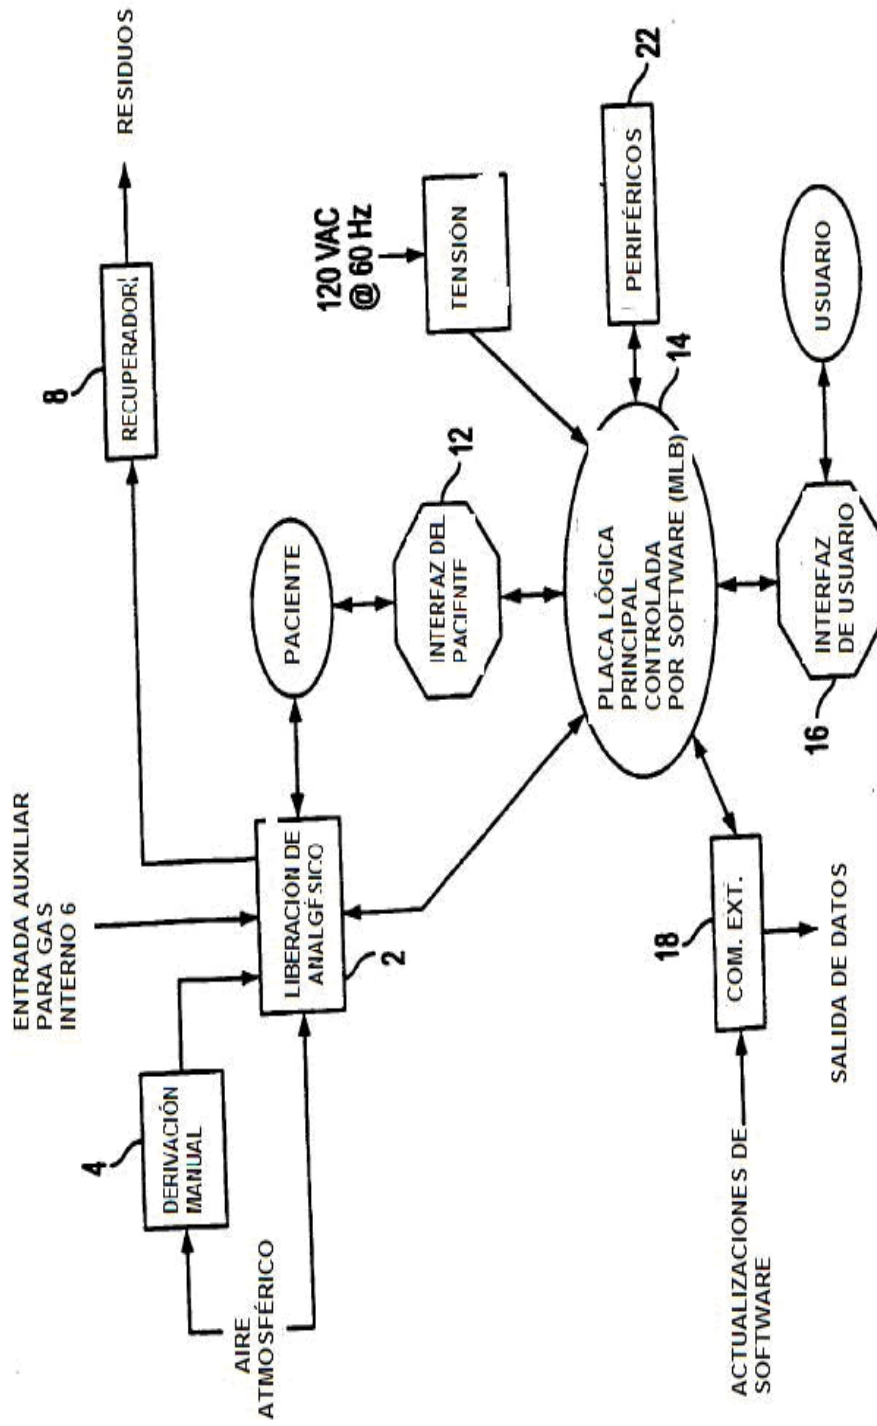 ENTRADA AUXILIAR
PARA GAS
INTERNO 6
8
RECUPERADOR
RESIDUOS
4
DERIVACIÓN
MANUAL
AIRE
ATMOSFÉRICO
LIBERACIÓN DE
ANALGÉSICO
2
PACIENTE
120 VAC
@ 60 Hz
TENSIÓN
INTERFAZ DEL
PACIENTE
12
22
PERIFÉRICOS
14
PLACA LÓGICA
PRINCIPAL
CONTROLADA
POR SOFTWARE (MLB)
18
COM. EXT.
16
INTERFAZ
DE USUARIO
USUARIO
ACTUALIZACIONES DE
SOFTWARE
SALIDA DE DATOS